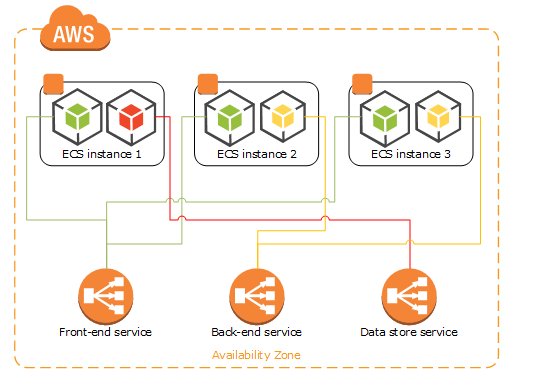 AWS
ECS instance 1
ECS instance 2
ECS instance 3
Front-end service
Back-end service
Data store service
Availability Zone